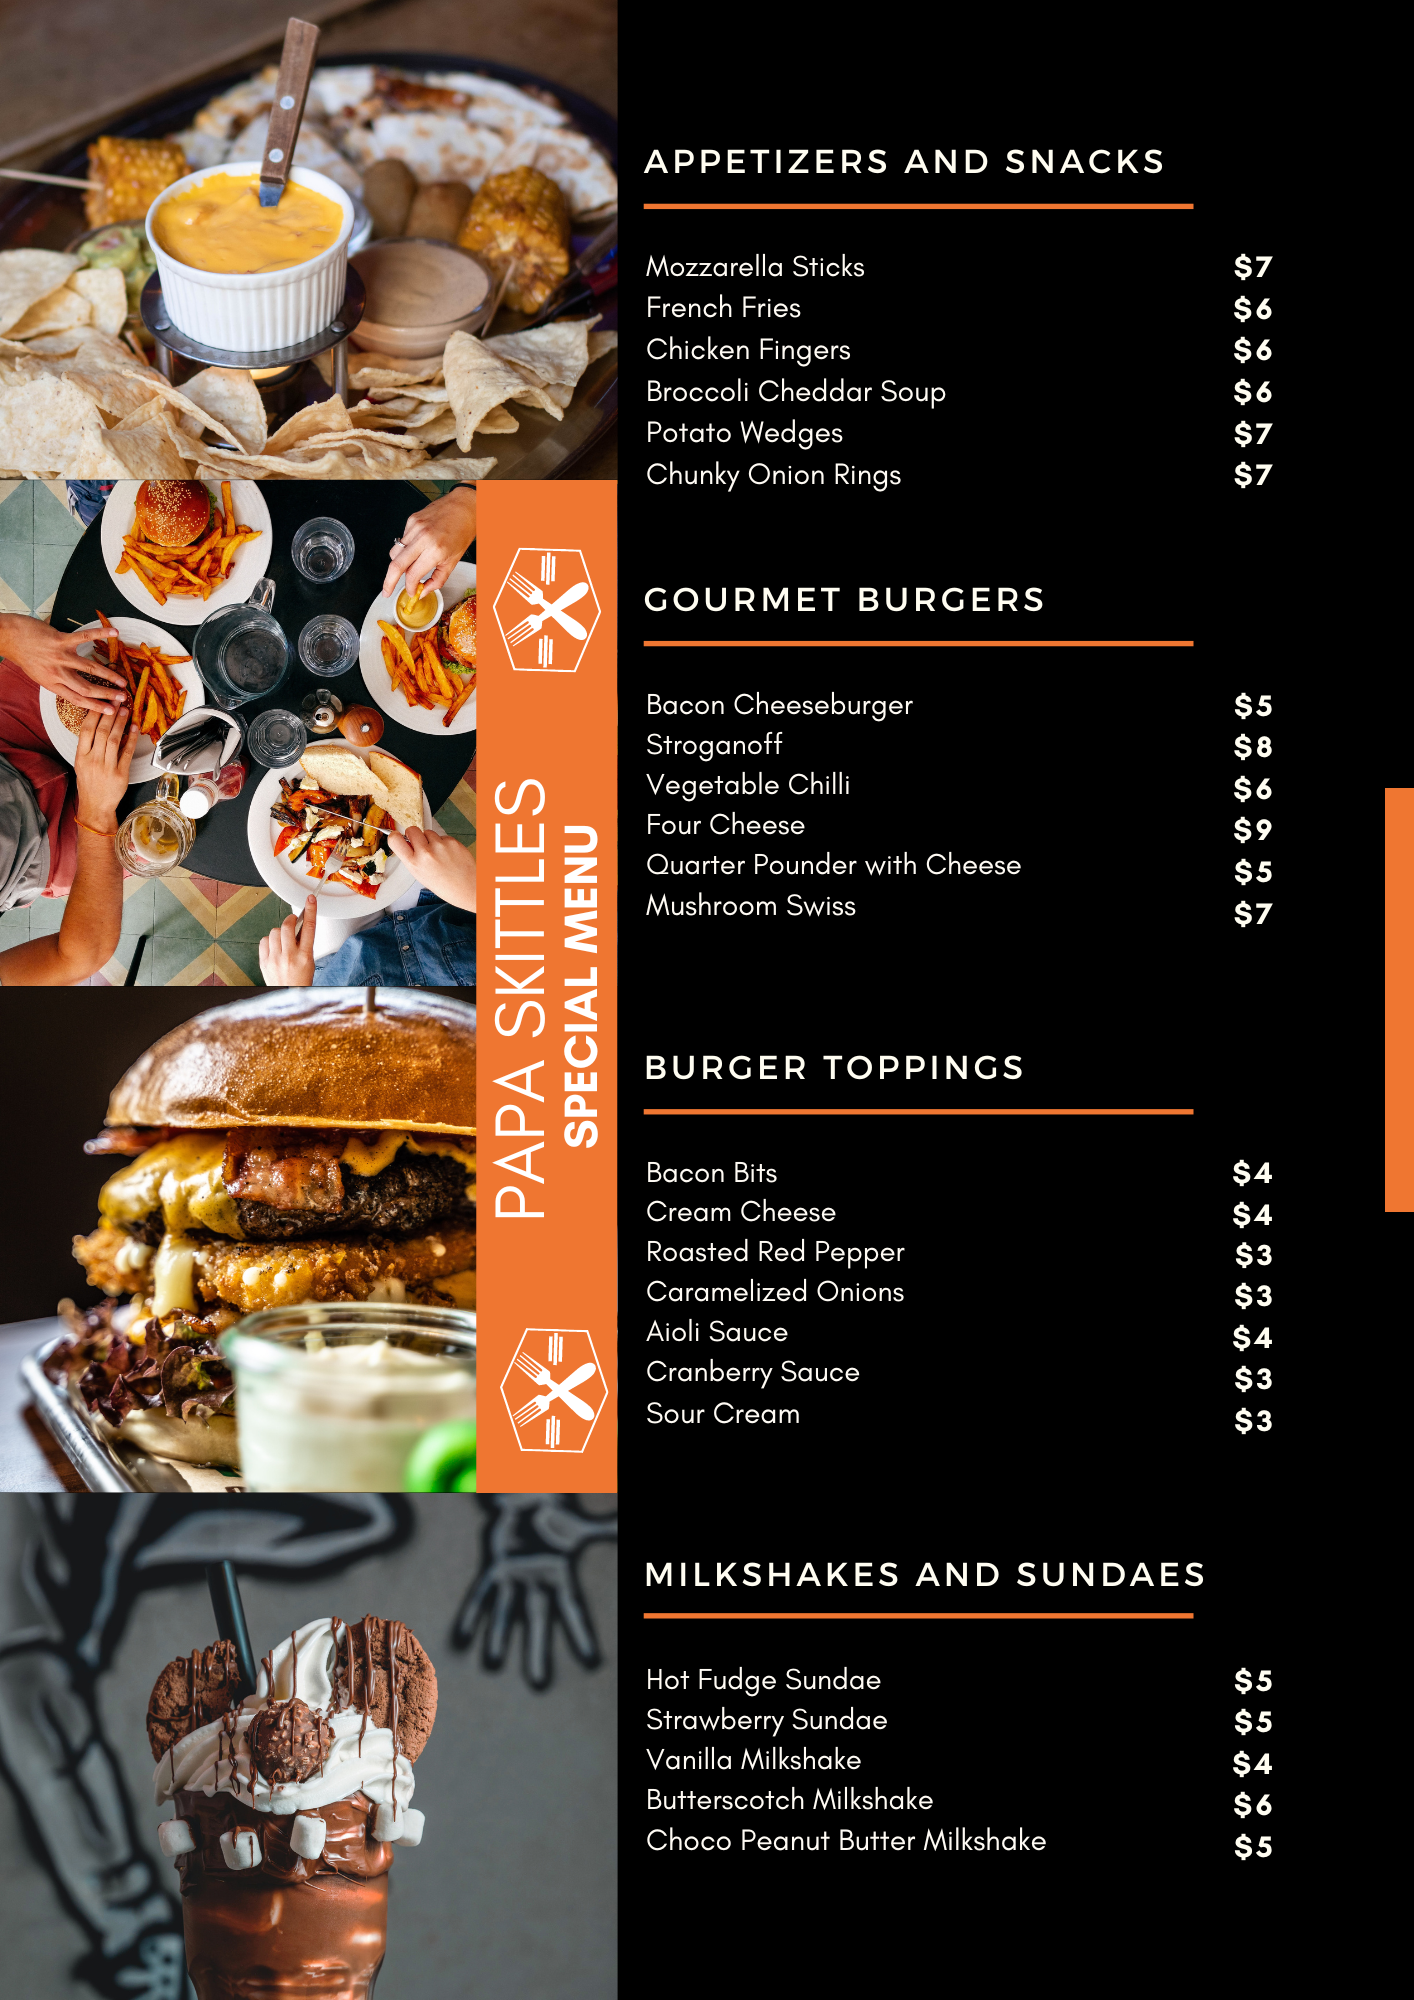 APPETIZERS AND SNACKS
Mozzarella Sticks $7
French Fries $6
Chicken Fingers $6
Broccoli Cheddar Soup $6
Potato Wedges $7
Chunky Onion Rings $7
GOURMET BURGERS
Bacon Cheeseburger $5
Stroganoff $8
Vegetable Chilli $6
Four Cheese $9
Quarter Pounder with Cheese $5
Mushroom Swiss $7
PAPA SKITTLES
SPECIAL MENU
BURGER TOPPINGS
Bacon Bits $4
Cream Cheese $4
Roasted Red Pepper $3
Caramelized Onions $3
Aioli Sauce $4
Cranberry Sauce $3
Sour Cream $3
MILKSHAKES AND SUNDAES
Hot Fudge Sundae $5
Strawberry Sundae $5
Vanilla Milkshake $4
Butterscotch Milkshake $6
Choco Peanut Butter Milkshake $5